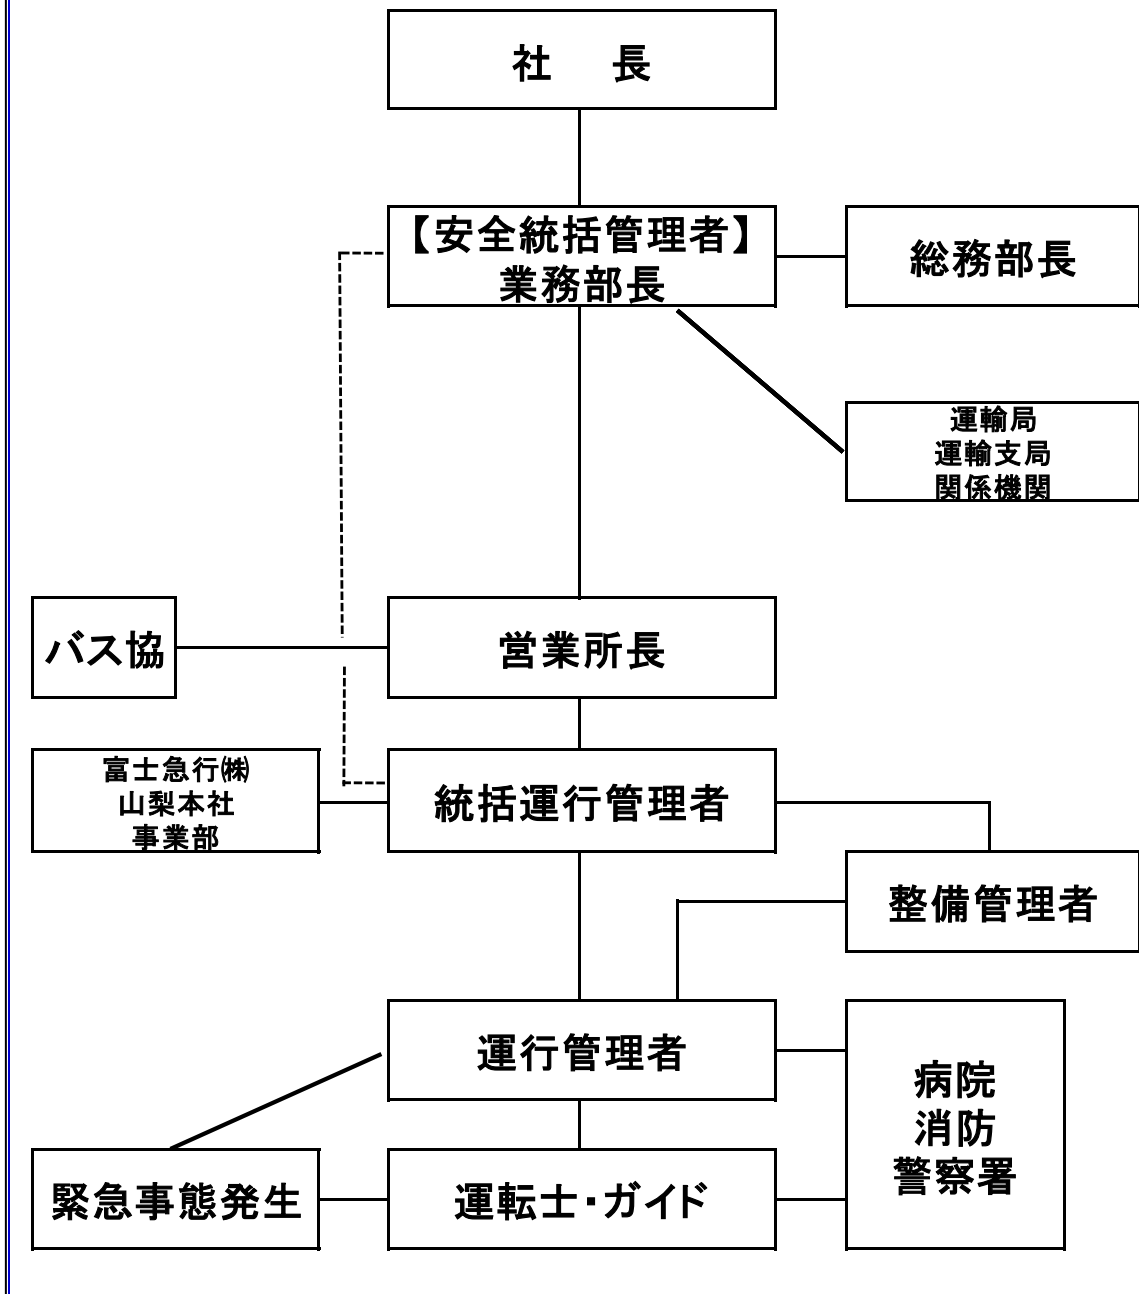 社　長
【安全統括管理者】
業務部長
総務部長
運輸局
運輸支局
関係機関
バス協
営業所長
富士急行㈱
山梨本社
事業部
統括運行管理者
整備管理者
運行管理者
病院
消防
警察署
緊急事態発生
運転士・ガイド